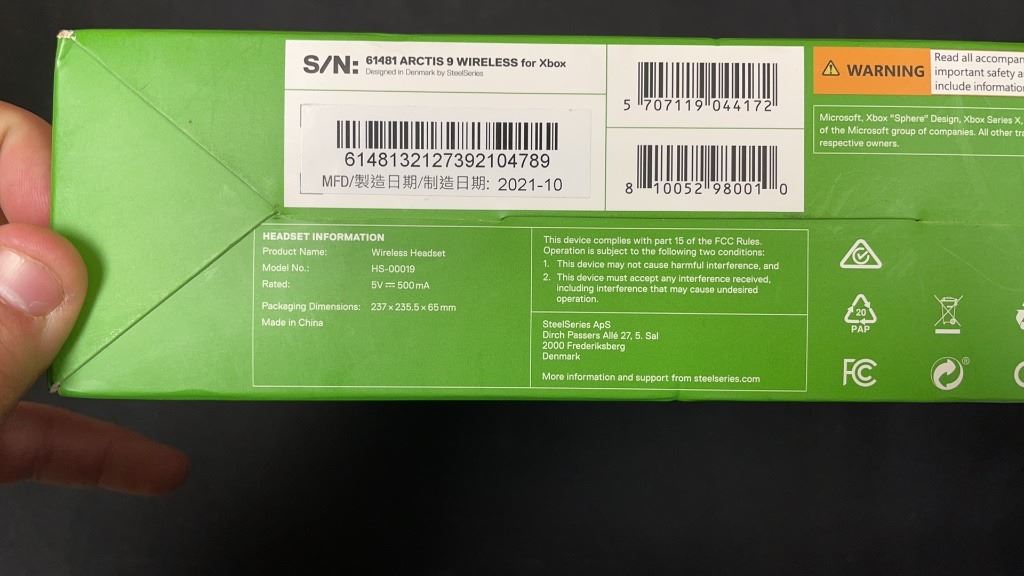 S/N: 61481 ARCTIS 9 WIRELESS for Xbox
Designed in Denmark by SteelSeries
6148132127392104789
MFD/製造日期/制造日期: 2021-10
5 707119 044172
8 10052 98001 0
WARNING
Read all accompan
important safety a
include information
Microsoft, Xbox "Sphere" Design, Xbox Series X,
of the Microsoft group of companies. All other tr
respective owners.
HEADSET INFORMATION
Product Name: Wireless Headset
Model No.: HS-00019
Rated: 5V ⎓ 500mA
Packaging Dimensions: 237 x 235.5 x 65 mm
Made in China
This device complies with part 15 of the FCC Rules.
Operation is subject to the following two conditions:
1. This device may not cause harmful interference, and
2. This device must accept any interference received,
including interference that may cause undesired
operation.
SteelSeries ApS
Dirch Passers Allé 27, 5. Sal
2000 Frederiksberg
Denmark
More information and support from steelseries.com
20
PAP
FC
®